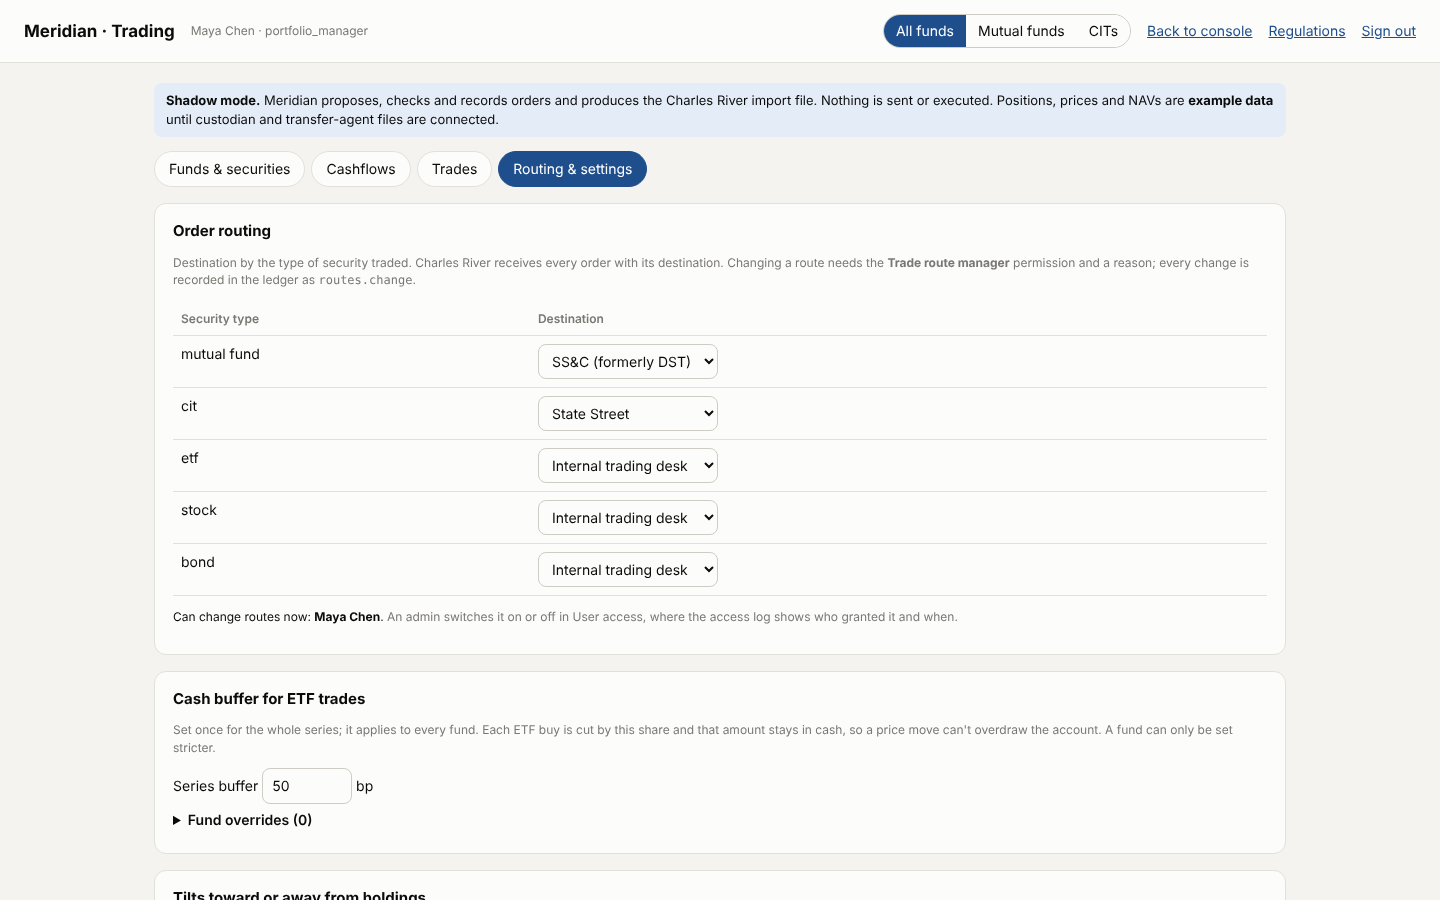 Meridian · Trading
Maya Chen · portfolio_manager
All funds
Mutual funds
CITs
Back to console
Regulations
Sign out
Shadow mode. Meridian proposes, checks and records orders and produces the Charles River import file. Nothing is sent or executed. Positions, prices and NAVs are example data
until custodian and transfer-agent files are connected.
Funds & securities
Cashflows
Trades
Routing & settings
Order routing
Destination by the type of security traded. Charles River receives every order with its destination. Changing a route needs the Trade route manager permission and a reason; every change is
recorded in the ledger as routes.change.
Security type
Destination
mutual fund
SS&C (formerly DST)
cit
State Street
etf
Internal trading desk
stock
Internal trading desk
bond
Internal trading desk
Can change routes now: Maya Chen. An admin switches it on or off in User access, where the access log shows who granted it and when.
Cash buffer for ETF trades
Set once for the whole series; it applies to every fund. Each ETF buy is cut by this share and that amount stays in cash, so a price move can't overdraw the account. A fund can only be set
stricter.
Series buffer 50 bp
Fund overrides (0)
Tilts toward or away from holdings